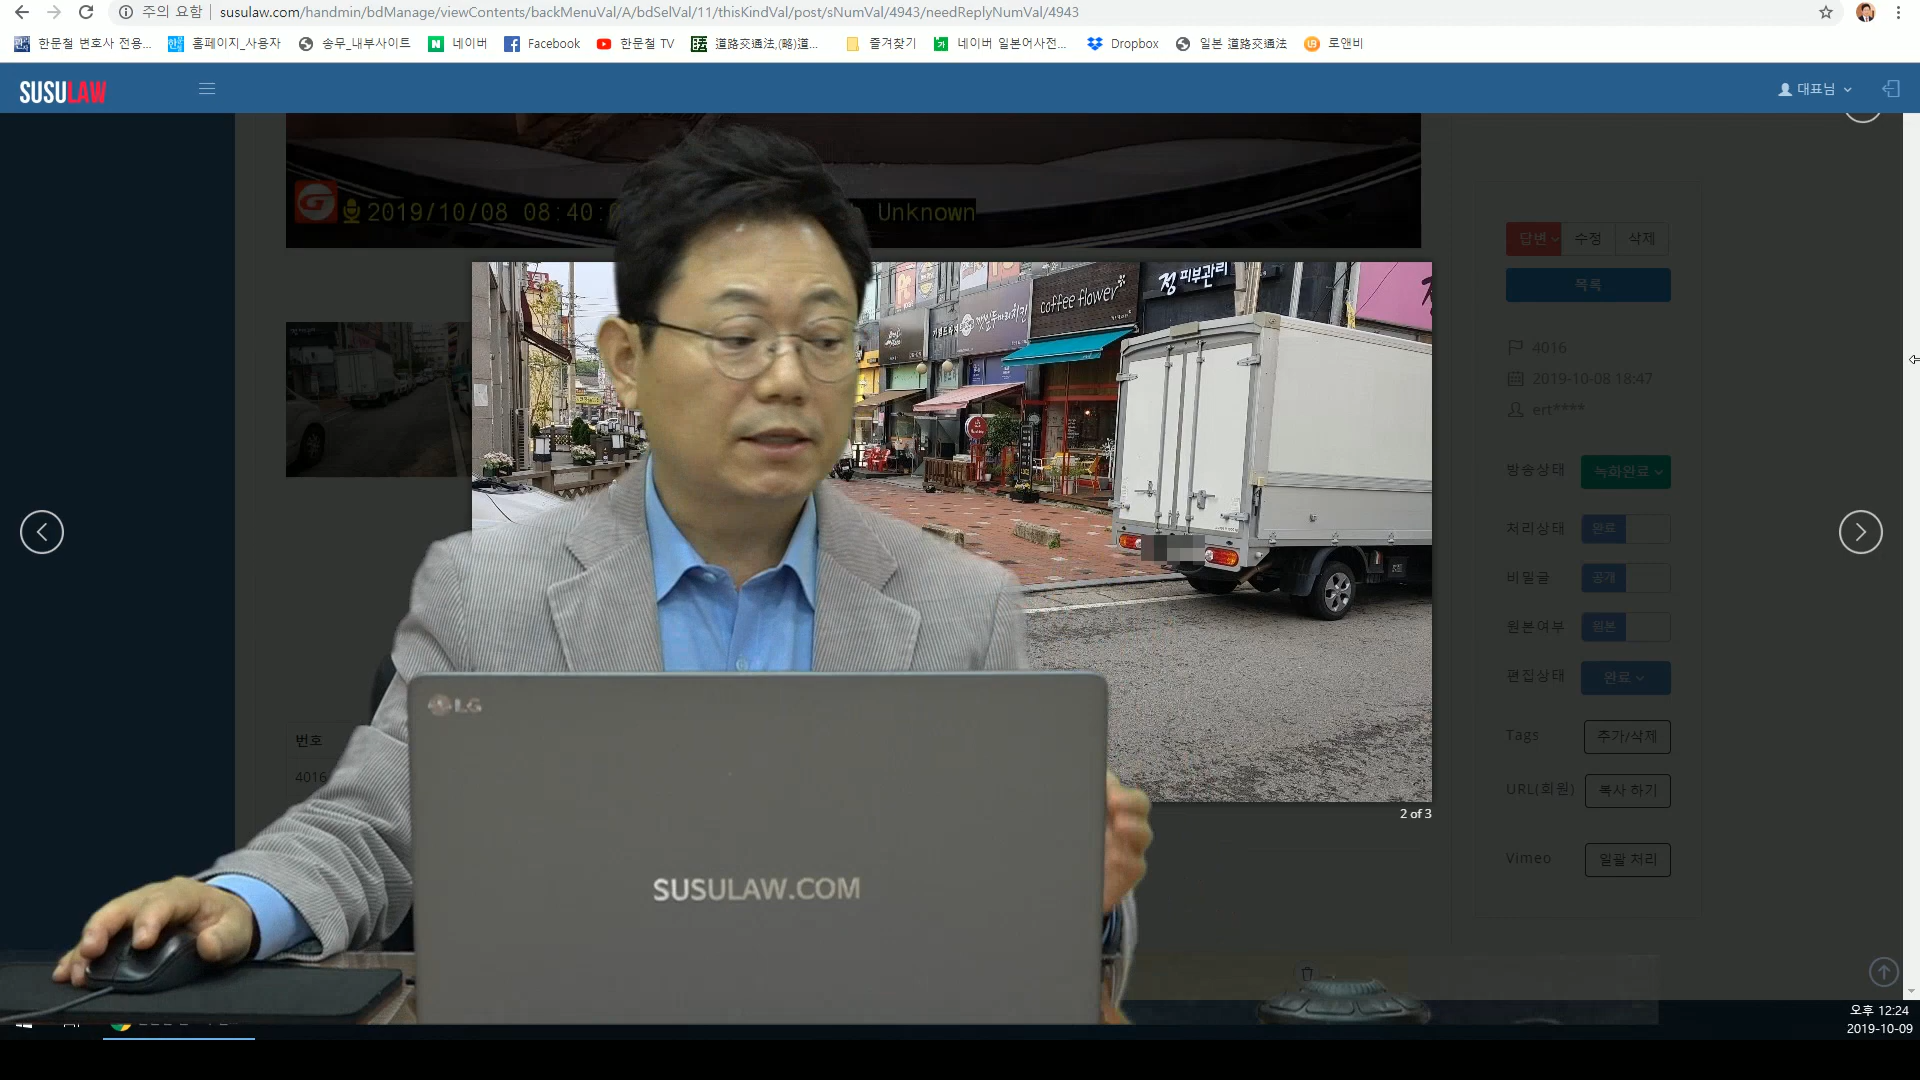 주의 요함 | susulaw.com/handmin/bdManage/viewContents/backMenuVal/A/bdSelVal/11/thisKindVal/post/sNumVal/4943/needReplyNumVal/4943
한문철 변호사 전용...
홈페이지_사용자
송무_내부사이트
네이버
Facebook
한문철 TV
道路交通法,(略)道...
즐겨찾기
네이버 일본어사전...
Dropbox
일본 道路交通法
로앤비
SUSULAW
대표님
2019/10/08 08:40:
Unknown
답변
수정
삭제
목록
정피부관리
coffee flower
4016
2019-10-08 18:47
ert****
방송상태
녹화완료
처리상태
완료
비밀글
공개
원본여부
원본
편집상태
완료
Tags
추가/삭제
URL(회원)
복사 하기
Vimeo
일괄 처리
LG
번호
4016
2 of 3
SUSULAW.COM
오후 12:24
2019-10-09